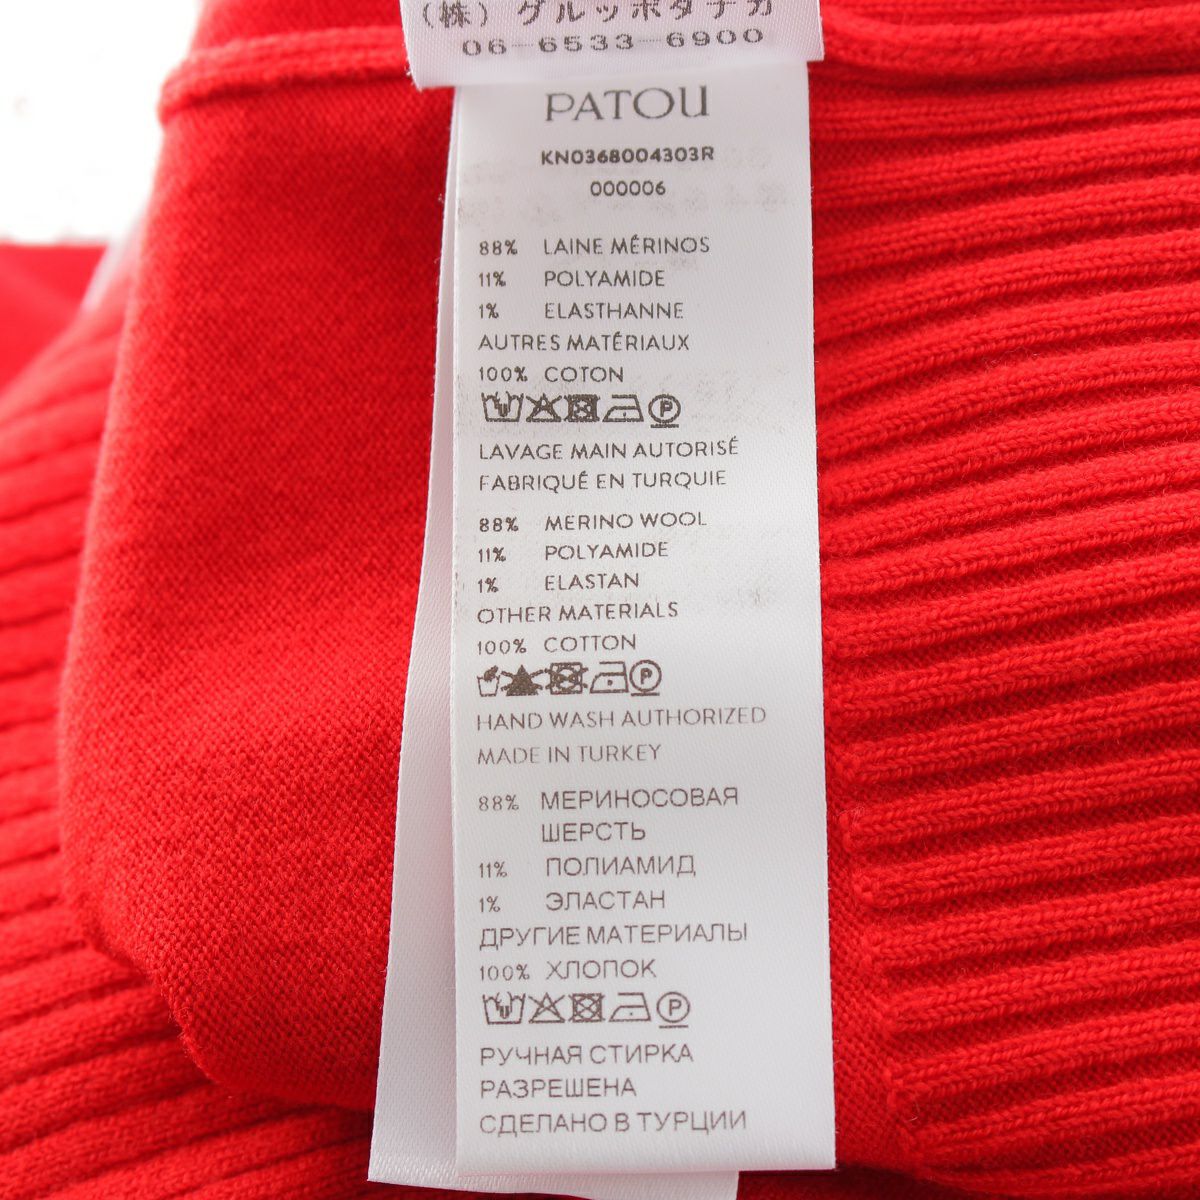 (株)グルッポタナカ
06-6533-6900
PATOU
KN0368004303R
000006
88% LAINE MÉRINOS
11% POLYAMIDE
1% ELASTHANNE
AUTRES MATÉRIAUX
100% COTON
P
LAVAGE MAIN AUTORISÉ
FABRIQUÉ EN TURQUIE
88% MERINO WOOL
11% POLYAMIDE
1% ELASTAN
OTHER MATERIALS
100% COTTON
P
HAND WASH AUTHORIZED
MADE IN TURKEY
88% МЕРИНОСОВАЯ
ШЕРСТЬ
11% ПОЛИАМИД
1% ЭЛАСТАН
ДРУГИЕ МАТЕРИАЛЫ
100% ХЛОПОК
P
РУЧНАЯ СТИРКА
РАЗРЕШЕНА
СДЕЛАНО В ТУРЦИИ